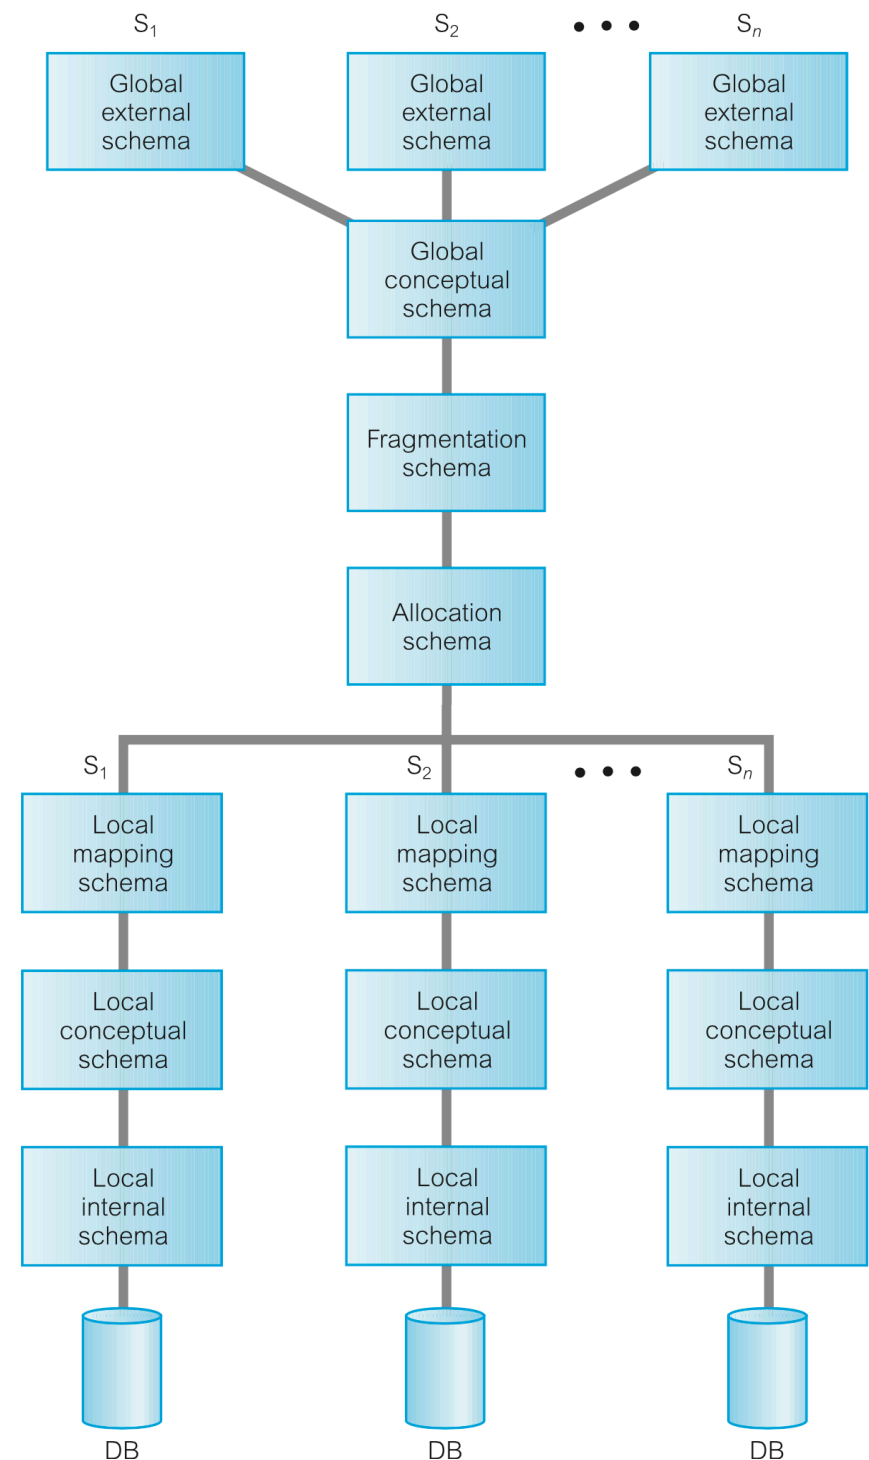 S1
S2
• • •
Sn
Global
external
schema
Global
external
schema
Global
external
schema
Global
conceptual
schema
Fragmentation
schema
Allocation
schema
S1
S2
• • •
Sn
Local
mapping
schema
Local
mapping
schema
Local
mapping
schema
Local
conceptual
schema
Local
conceptual
schema
Local
conceptual
schema
Local
internal
schema
Local
internal
schema
Local
internal
schema
DB
DB
DB